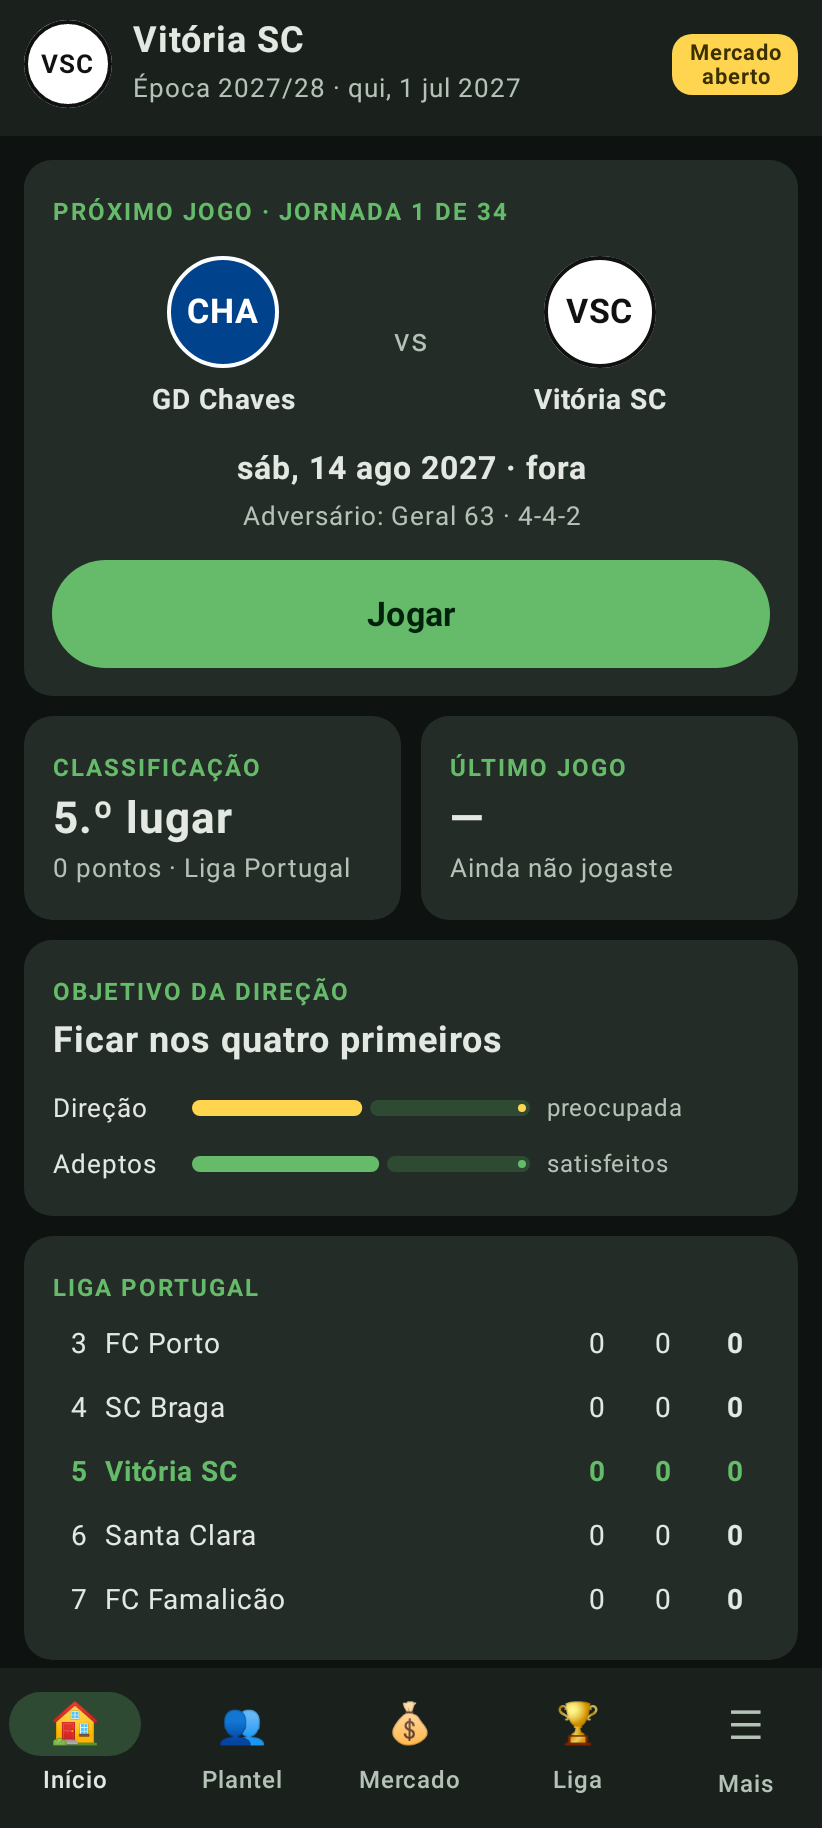 VSC
Vitória SC
Época 2027/28 · qui, 1 jul 2027
Mercado
aberto
PRÓXIMO JOGO · JORNADA 1 DE 34
CHA
vs
VSC
GD Chaves
Vitória SC
sáb, 14 ago 2027 · fora
Adversário: Geral 63 · 4-4-2
Jogar
CLASSIFICAÇÃO
5.º lugar
0 pontos · Liga Portugal
ÚLTIMO JOGO
—
Ainda não jogaste
OBJETIVO DA DIREÇÃO
Ficar nos quatro primeiros
Direção preocupada
Adeptos satisfeitos
LIGA PORTUGAL
3 FC Porto 0 0 0
4 SC Braga 0 0 0
5 Vitória SC 0 0 0
6 Santa Clara 0 0 0
7 FC Famalicão 0 0 0
Início
Plantel
Mercado
Liga
Mais